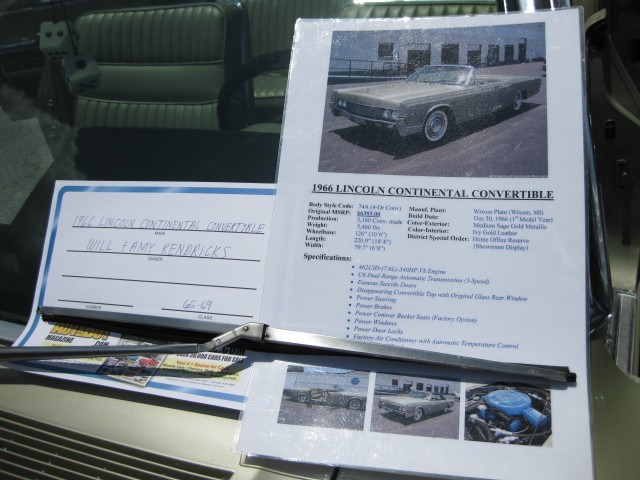 1966 LINCOLN CONTINENTAL CONVERTIBLE
MAKE
WILL + AMY KENDRICKS
OWNER
65-69
NUMBER CLASS
MAGAZINE
1966 LINCOLN CONTINENTAL CONVERTIBLE
Body Style Code: 74A (4-Dr Conv)
Original MSRP: $6383.00
Production: 3,180 Conv. made
Weight: 5,480 lbs
Wheelbase: 126" (10'6")
Length: 220.9" (18'4")
Width: 79.7" (6'8")
Manuf. Plant: Wixom Plant (Wixom, MI)
Build Date:
Color-Exterior: Medium Sage Gold Metallic
Color-Interior: Ivy Gold Leather
District Special Order: Home Office Reserve
(Showroom Display)
Specifications:
• 462CID-(7.6L)-340HP V8 Engine
• C6 Dual Range Automatic Transmission (3-Speed)
• Famous Suicide Doors
• Disappearing Convertible Top with Original Glass Rear Window
• Power Steering
• Power Brakes
• Power Contour Bucket Seats (Factory Option)
• Power Windows
• Power Door Locks
• Factory Air Conditioner with Automatic Temperature Control